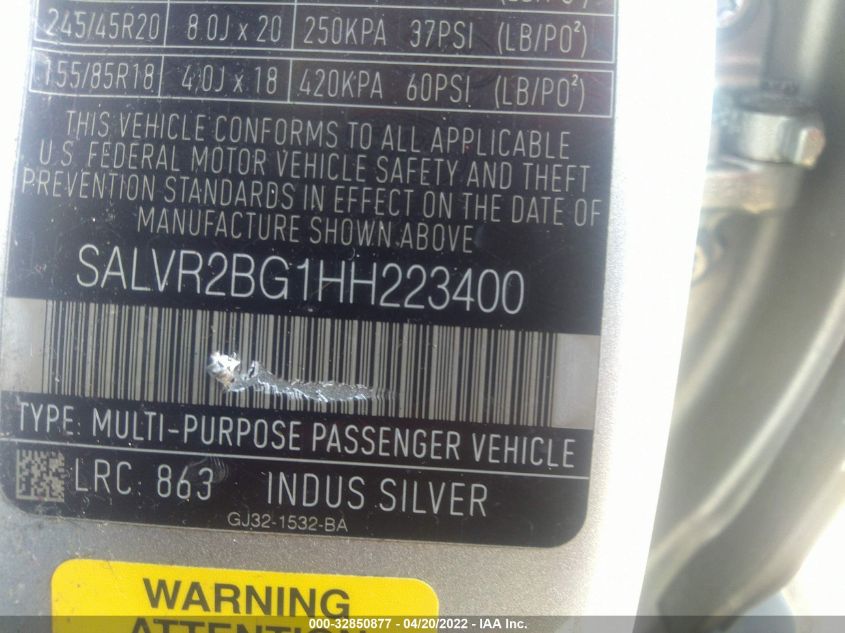 (LB/PO²)
245/45R20 8.0J x 20 250KPA 37PSI (LB/PO²)
155/85R18 4.0J x 18 420KPA 60PSI (LB/PO²)
THIS VEHICLE CONFORMS TO ALL APPLICABLE
U.S. FEDERAL MOTOR VEHICLE SAFETY AND THEFT
PREVENTION STANDARDS IN EFFECT ON THE DATE OF
MANUFACTURE SHOWN ABOVE
SALVR2BG1HH223400
TYPE: MULTI-PURPOSE PASSENGER VEHICLE
LRC: 863 INDUS SILVER
GJ32-1532-BA
WARNING
ATTENTION
000-32850877 - 04/20/2022 - IAA Inc.